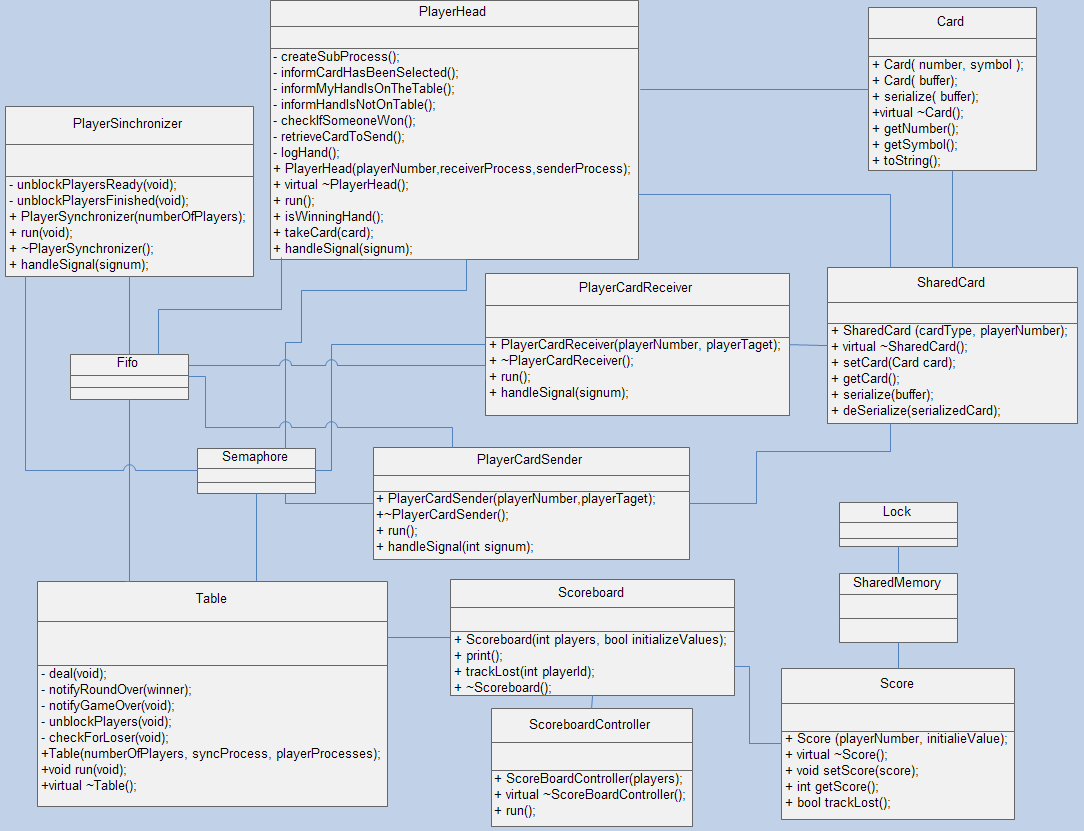 PlayerHead
- createSubProcess();
- informCardHasBeenSelected();
- informMyHandIsOnTheTable();
- informHandIsNotOnTable();
- checkIfSomeoneWon();
- retrieveCardToSend();
- logHand();
+ PlayerHead(playerNumber,receiverProcess,senderProcess);
+ virtual ~PlayerHead();
+ run();
+ isWinningHand();
+ takeCard(card);
+ handleSignal(signum);
Card
+ Card( number, symbol );
+ Card( buffer);
+ serialize( buffer);
+virtual ~Card();
+ getNumber();
+ getSymbol();
+ toString();
PlayerSinchronizer
- unblockPlayersReady(void);
- unblockPlayersFinished(void);
+ PlayerSynchronizer(numberOfPlayers);
+ run(void);
+ ~PlayerSynchronizer();
+ handleSignal(signum);
PlayerCardReceiver
+ PlayerCardReceiver(playerNumber, playerTaget);
+ ~PlayerCardReceiver();
+ run();
+ handleSignal(signum);
SharedCard
+ SharedCard (cardType, playerNumber);
+ virtual ~SharedCard();
+ setCard(Card card);
+ getCard();
+ serialize(buffer);
+ deSerialize(serializedCard);
Fifo
Semaphore
PlayerCardSender
+ PlayerCardSender(playerNumber,playerTaget);
+~PlayerCardSender();
+ run();
+ handleSignal(int signum);
Lock
SharedMemory
Table
- deal(void);
- notifyRoundOver(winner);
- notifyGameOver(void);
- unblockPlayers(void);
- checkForLoser(void);
+Table(numberOfPlayers, syncProcess, playerProcesses);
+void run(void);
+virtual ~Table();
Scoreboard
+ Scoreboard(int players, bool initializeValues);
+ print();
+ trackLost(int playerId);
+ ~Scoreboard();
ScoreboardController
+ ScoreBoardController(players);
+ virtual ~ScoreBoardController();
+ run();
Score
+ Score (playerNumber, initialieValue);
+ virtual ~Score();
+ void setScore(score);
+ int getScore();
+ bool trackLost();